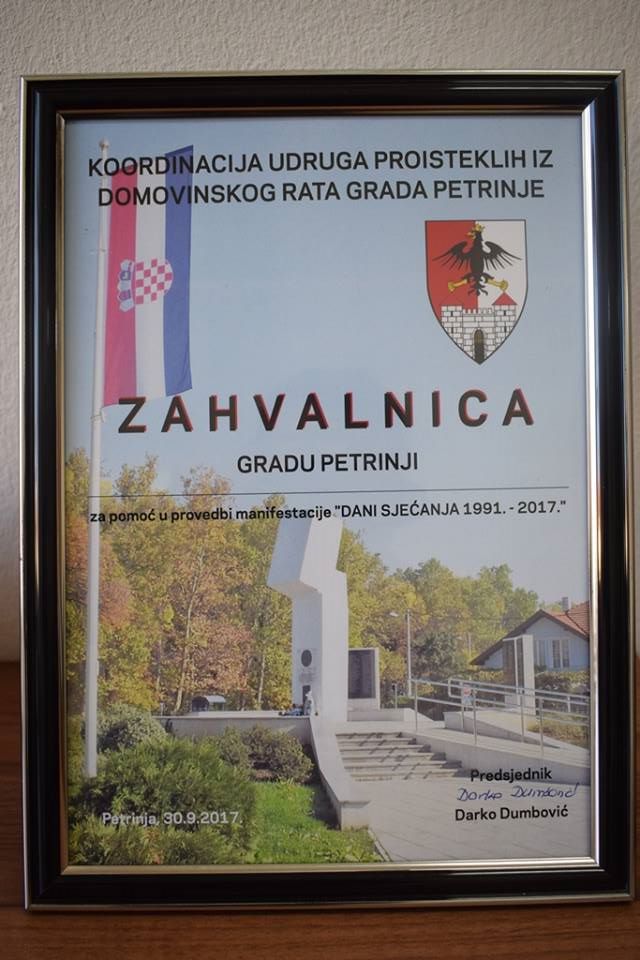 KOORDINACIJA UDRUGA PROISTEKLIH IZ
DOMOVINSKOG RATA GRADA PETRINJE
ZAHVALNICA
GRADU PETRINJI
za pomoć u provedbi manifestacije "DANI SJEĆANJA 1991. - 2017."
Predsjednik
Darko Dumbović
Darko Dumbović
Petrinja, 30.9.2017.